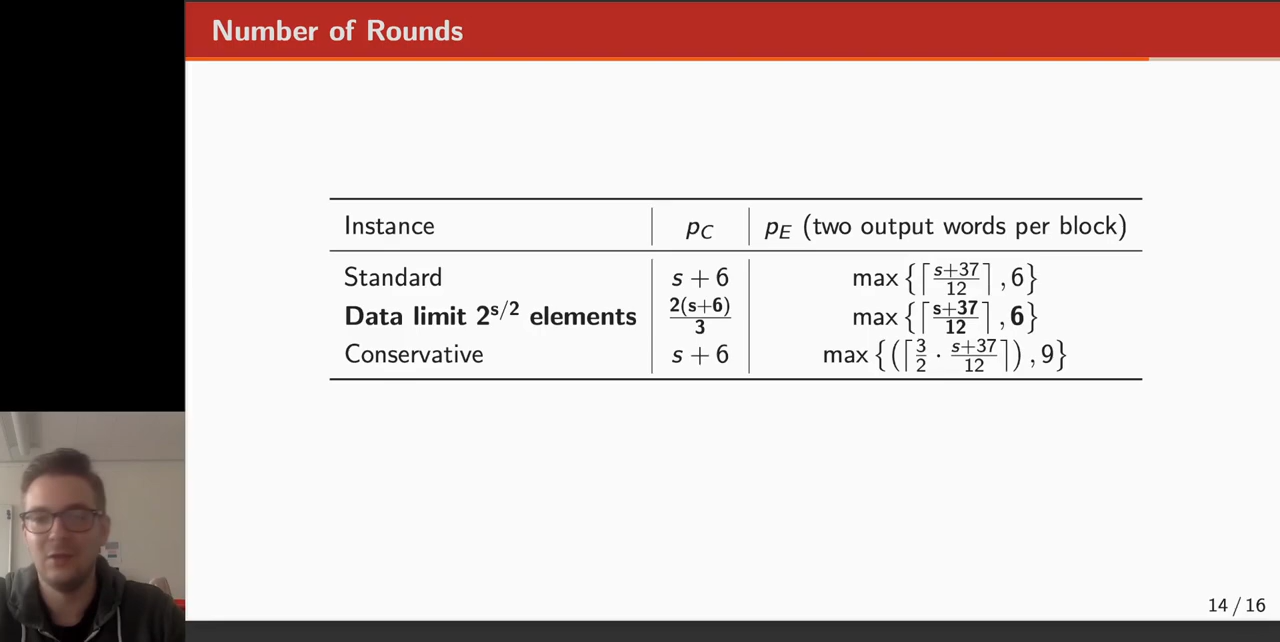 Number of Rounds
Instance p_C p_E (two output words per block)
Standard s + 6 max {⌈(s+37)/12⌉, 6}
Data limit 2^{s/2} elements 2(s+6)/3 max {⌈(s+37)/12⌉, 6}
Conservative s + 6 max {(⌈3/2 · (s+37)/12⌉), 9}
14 / 16